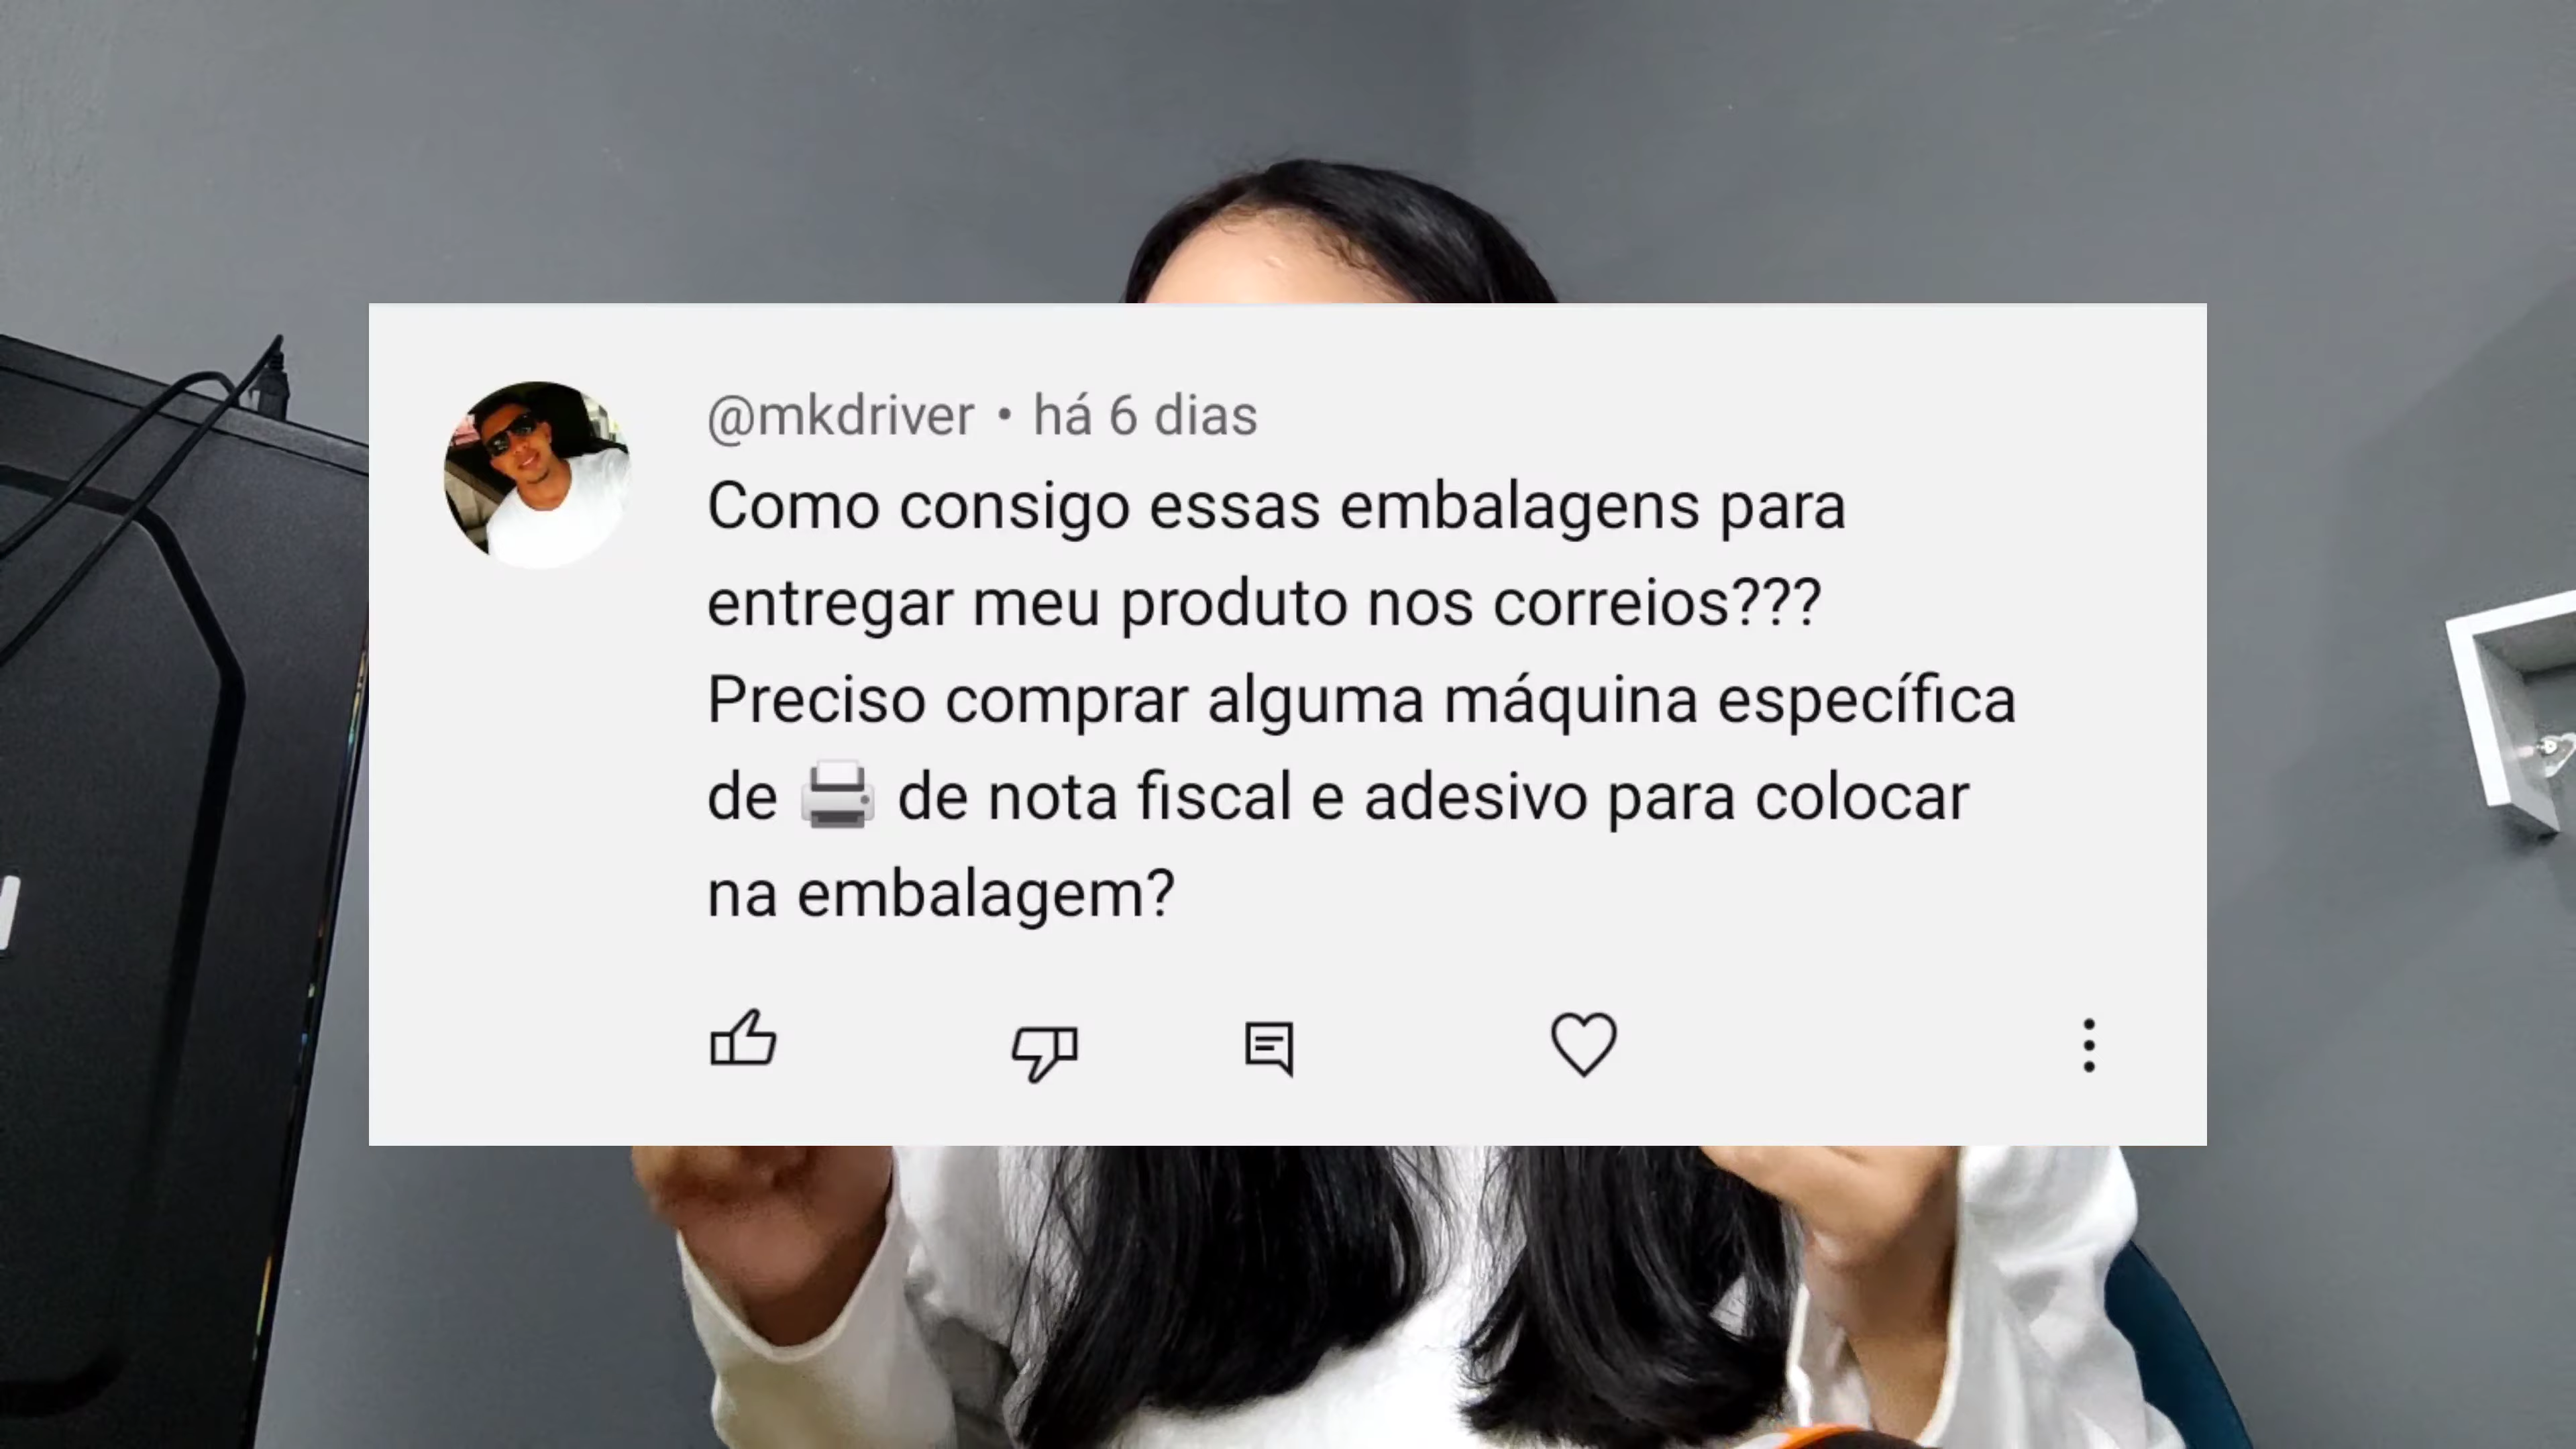 @mkdriver • há 6 dias
Como consigo essas embalagens para
entregar meu produto nos correios???
Preciso comprar alguma máquina específica
de 🖨️ de nota fiscal e adesivo para colocar
na embalagem?